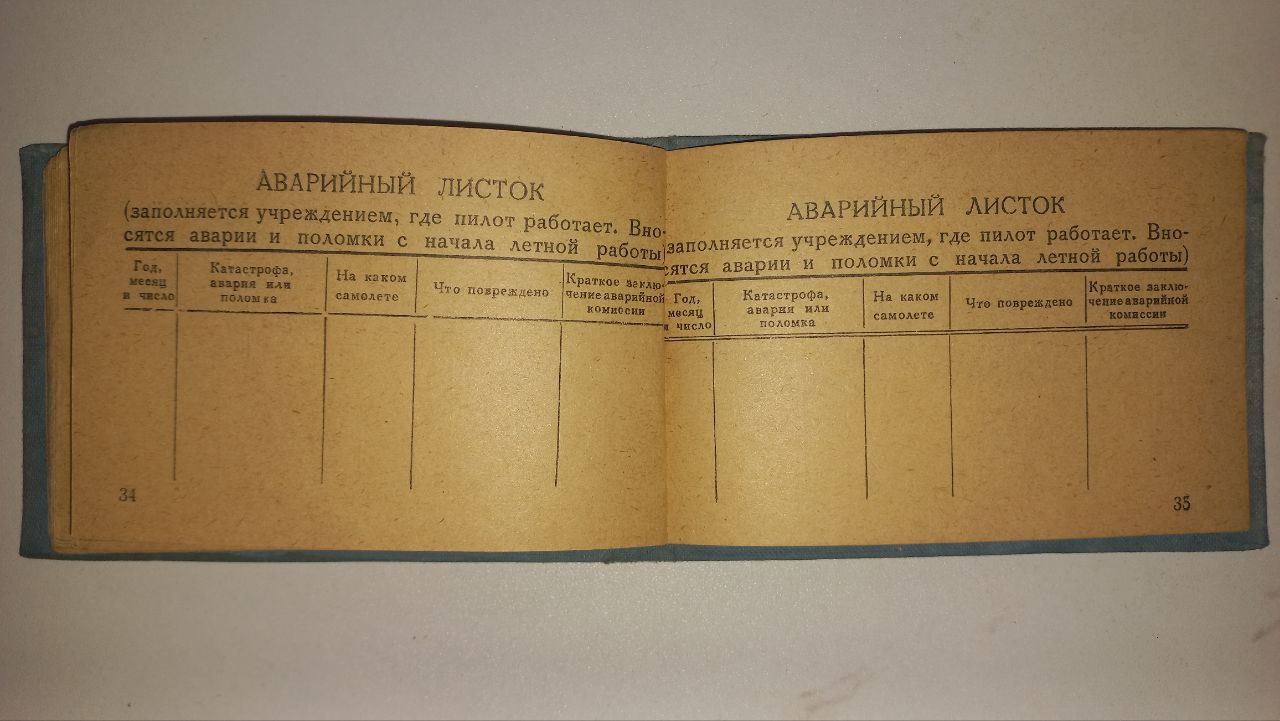 АВАРИЙНЫЙ ЛИСТОК
(заполняется учреждением, где пилот работает. Вно-
сятся аварии и поломки с начала летной работы)
Год,
месяц
и число
Катастрофа,
авария или
поломка
На каком
самолете
Что повреждено
Краткое заклю-
чение аварийной
комиссии
34
АВАРИЙНЫЙ ЛИСТОК
заполняется учреждением, где пилот работает. Вно-
сятся аварии и поломки с начала летной работы)
Год,
месяц
и число
Катастрофа,
авария или
поломка
На каком
самолете
Что повреждено
Краткое заклю-
чение аварийной
комиссии
35